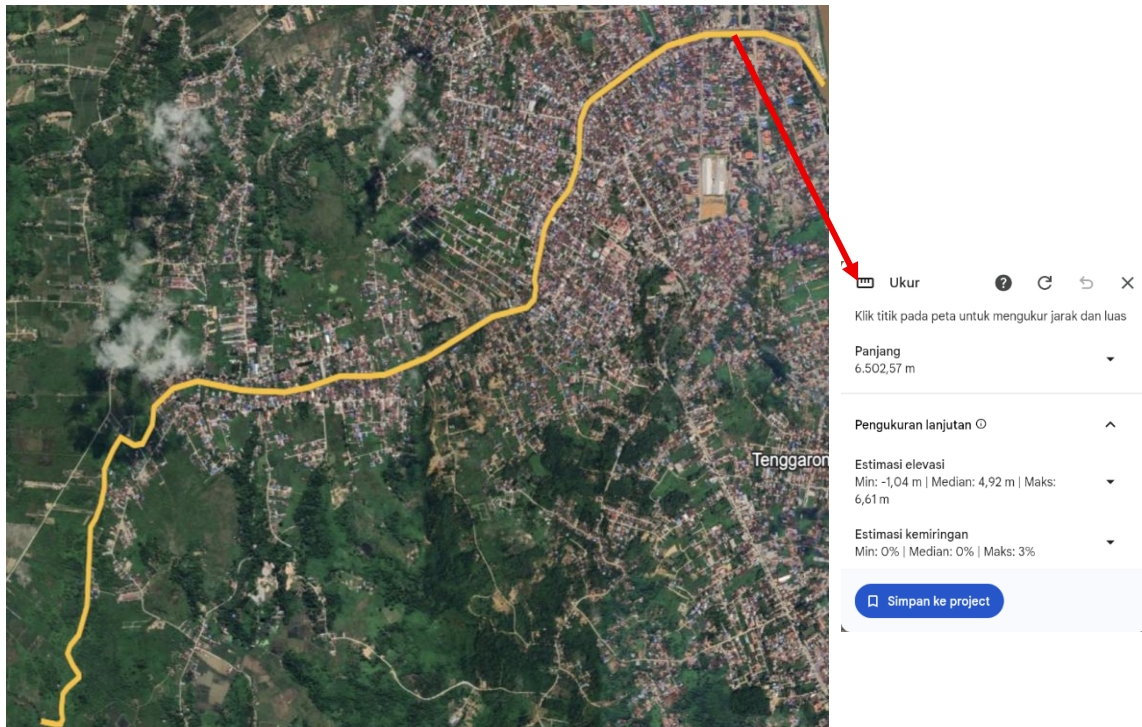 Tenggaron
Ukur
Klik titik pada peta untuk mengukur jarak dan luas
Panjang
6.502,57 m
Pengukuran lanjutan
Estimasi elevasi
Min: -1,04 m | Median: 4,92 m | Maks:
6,61 m
Estimasi kemiringan
Min: 0% | Median: 0% | Maks: 3%
Simpan ke project